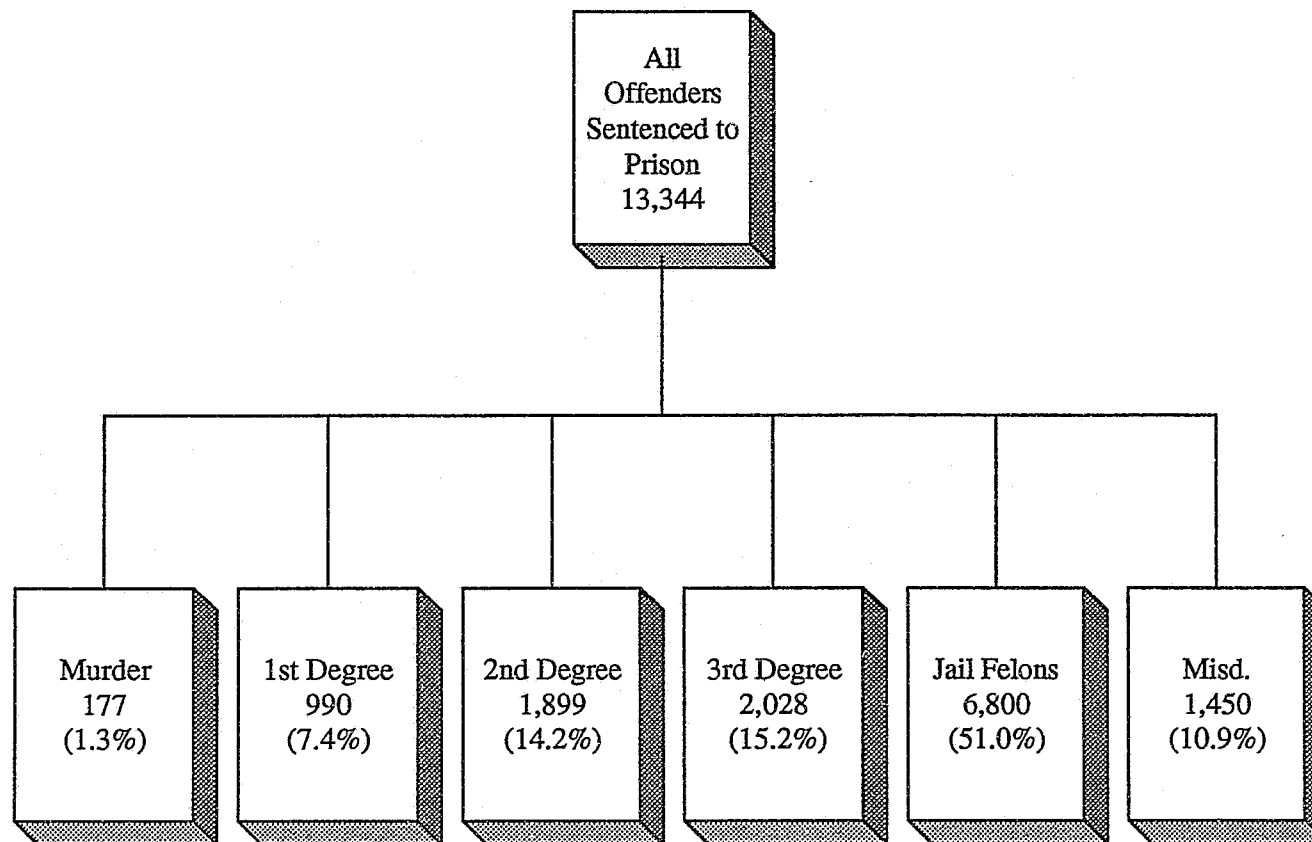 All
Offenders
Sentenced to
Prison
13,344
Murder
177
(1.3%)
1st Degree
990
(7.4%)
2nd Degree
1,899
(14.2%)
3rd Degree
2,028
(15.2%)
Jail Felons
6,800
(51.0%)
Misd.
1,450
(10.9%)